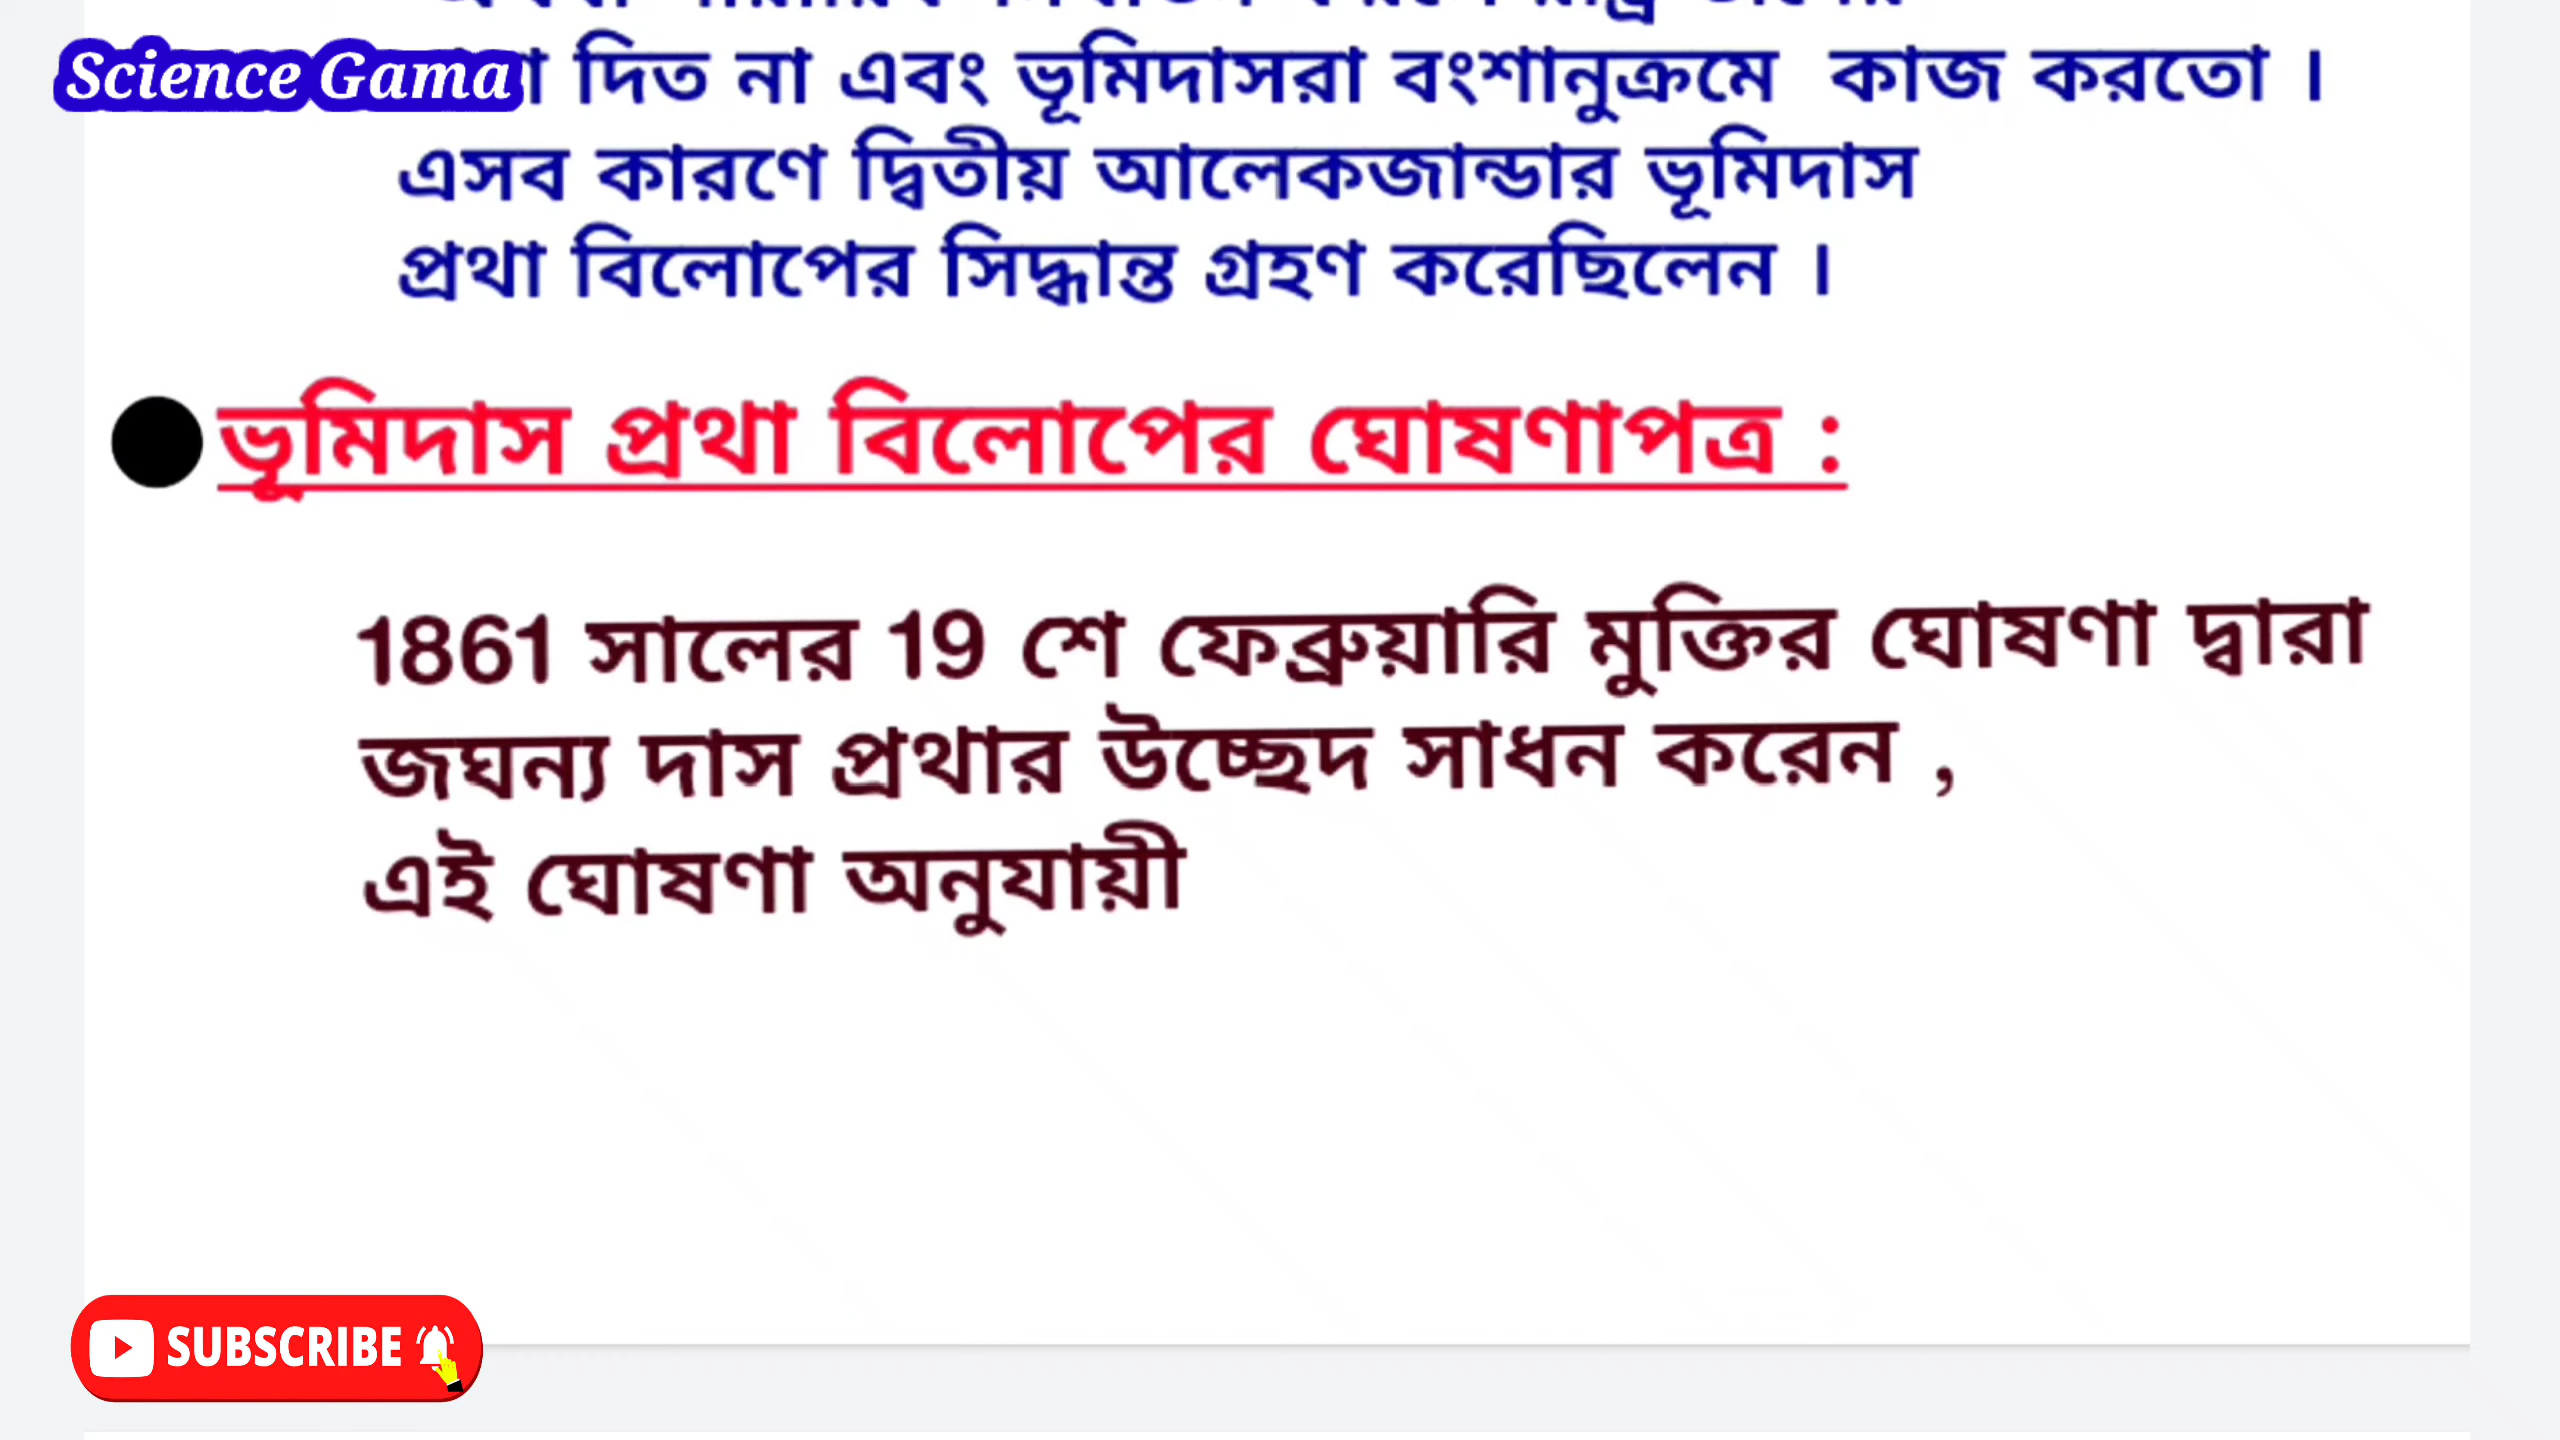 Science Gama
দিত না এবং ভূমিদাসরা বংশানুক্রমে কাজ করতো ।
এসব কারণে দ্বিতীয় আলেকজান্ডার ভূমিদাস
প্রথা বিলোপের সিদ্ধান্ত গ্রহণ করেছিলেন ।
ভূমিদাস প্রথা বিলোপের ঘোষণাপত্র :
1861 সালের 19 শে ফেব্রুয়ারি মুক্তির ঘোষণা দ্বারা
জঘন্য দাস প্রথার উচ্ছেদ সাধন করেন ,
এই ঘোষণা অনুযায়ী
SUBSCRIBE